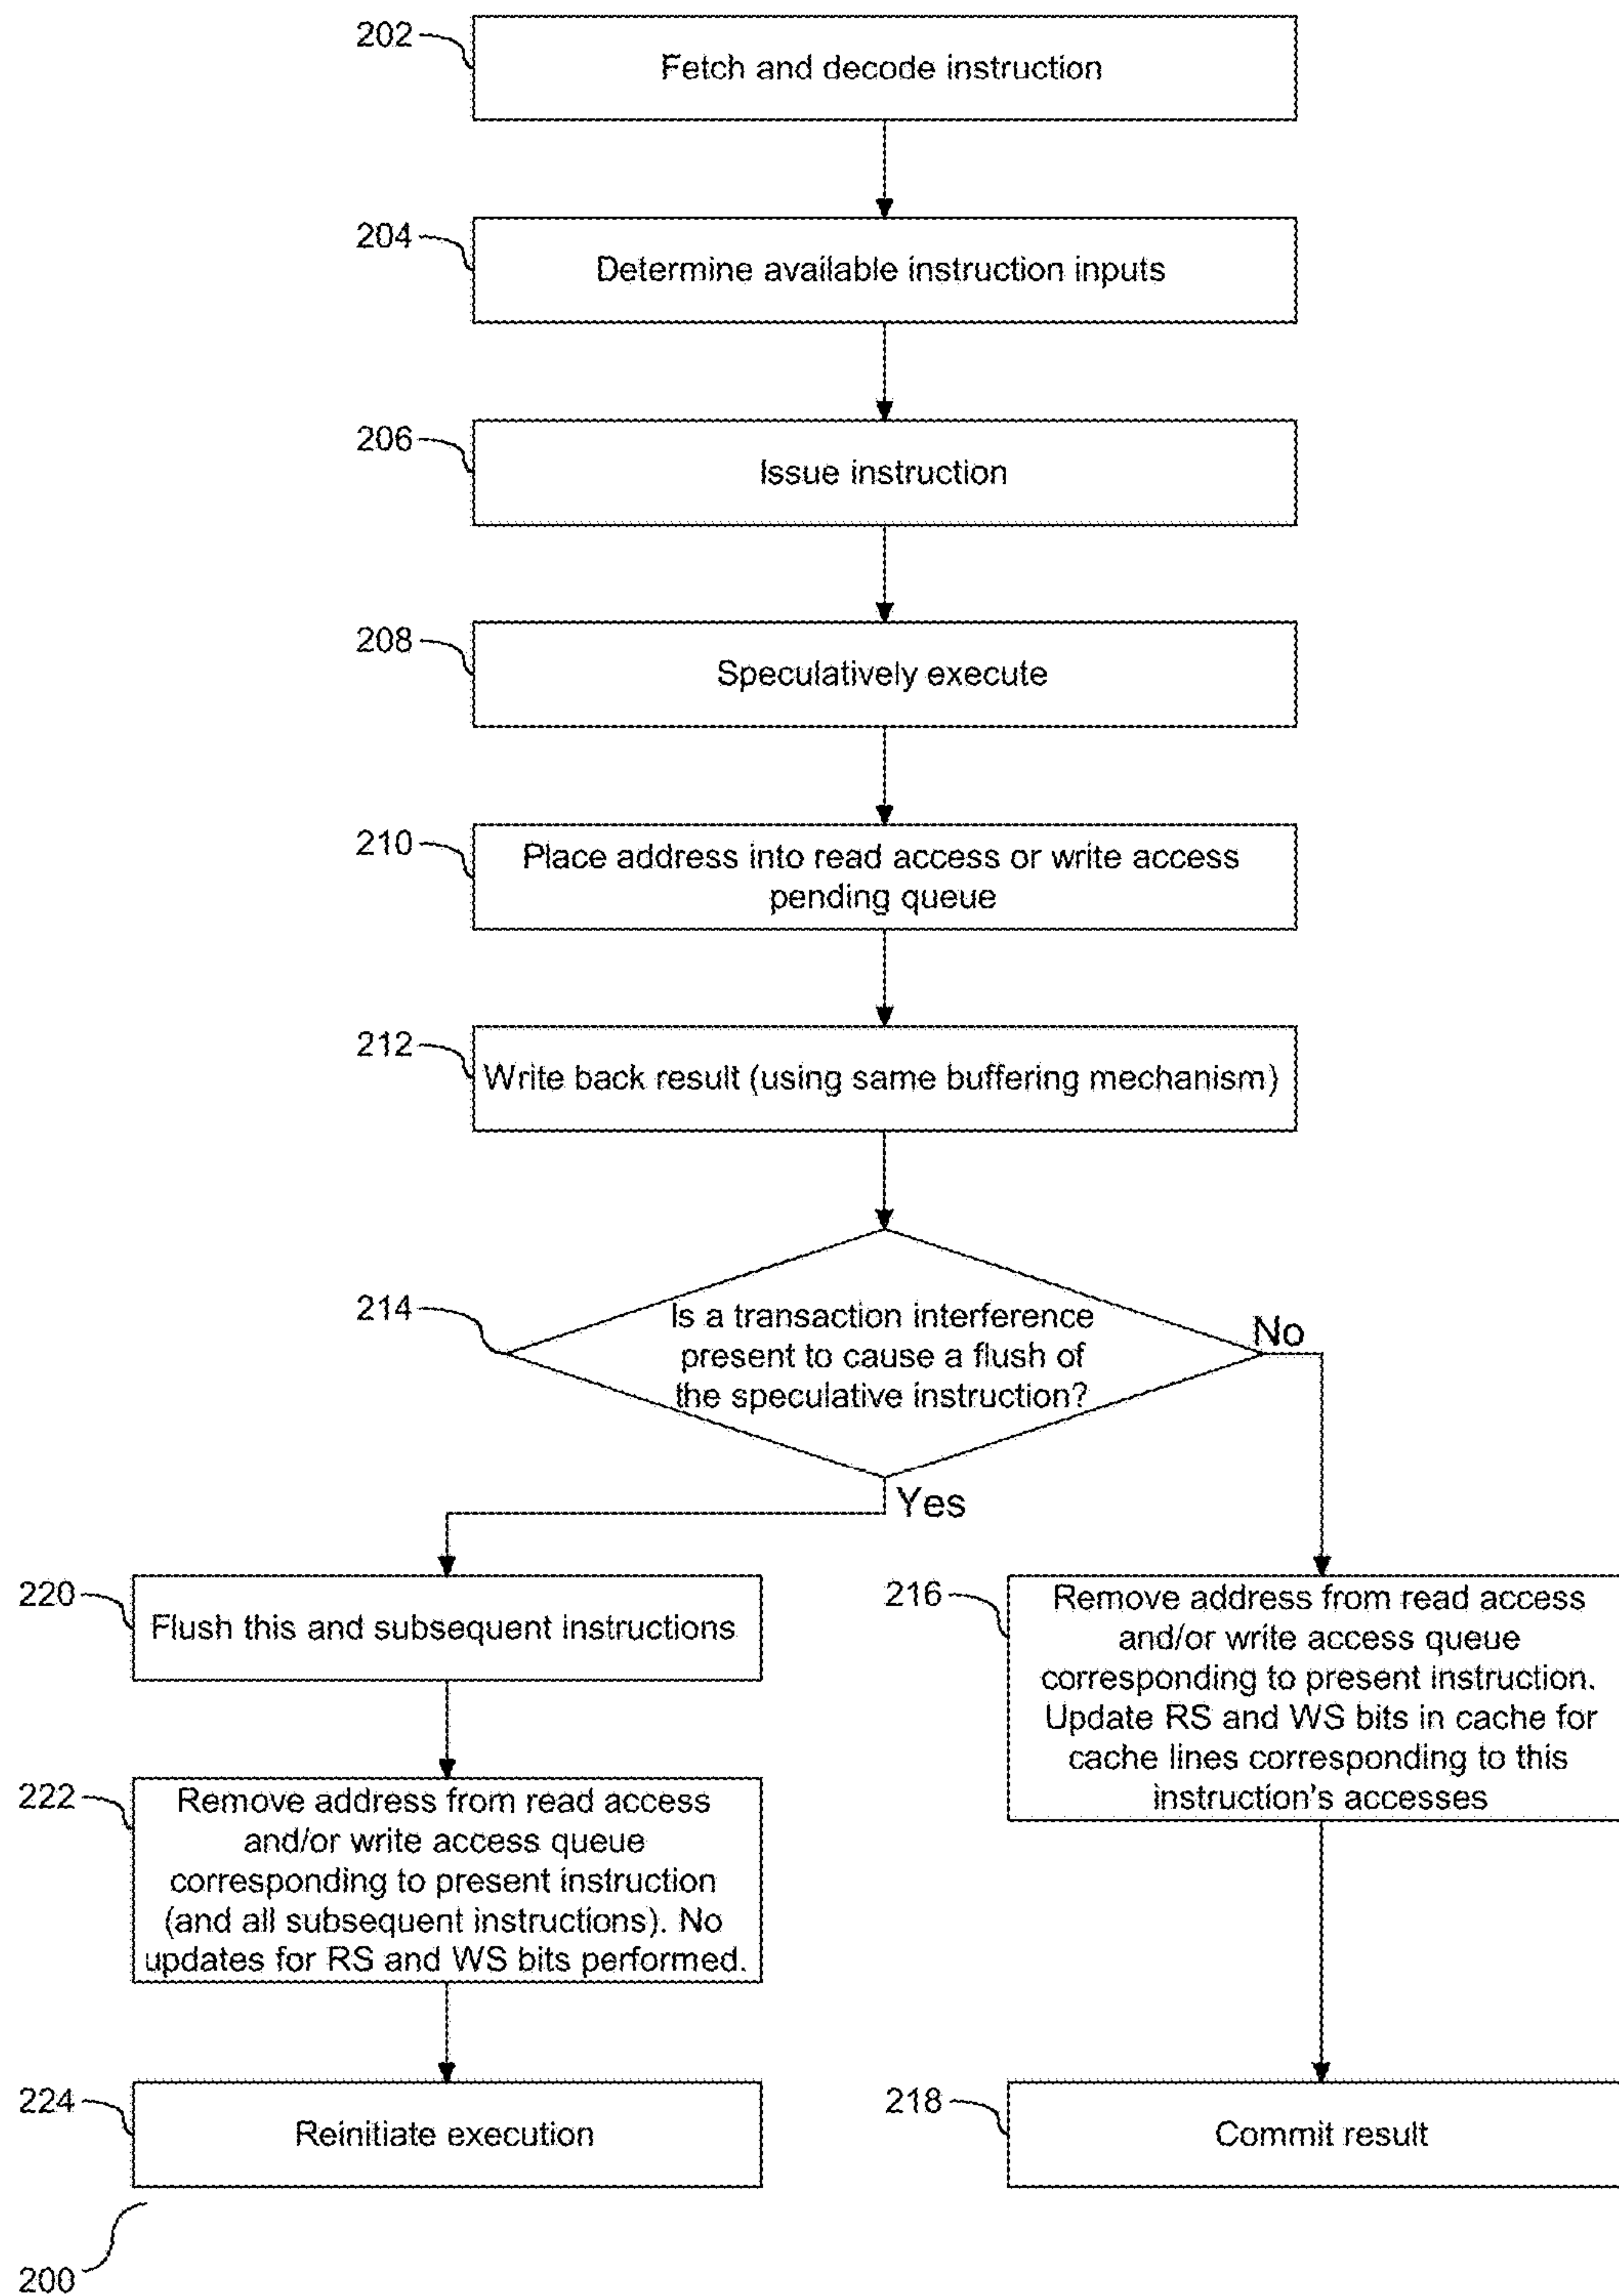 202
Fetch and decode instruction
204
Determine available instruction inputs
206
Issue instruction
208
Speculatively execute
210
Place address into read access or write access
pending queue
212
Write back result (using same buffering mechanism)
214
Is a transaction interference
present to cause a flush of
the speculative instruction?
No
Yes
220
Flush this and subsequent instructions
216
Remove address from read access
and/or write access queue
corresponding to present instruction.
Update RS and WS bits in cache for
cache lines corresponding to this
instruction's accesses
222
Remove address from read access
and/or write access queue
corresponding to present instruction
(and all subsequent instructions). No
updates for RS and WS bits performed.
224
Reinitiate execution
218
Commit result
200